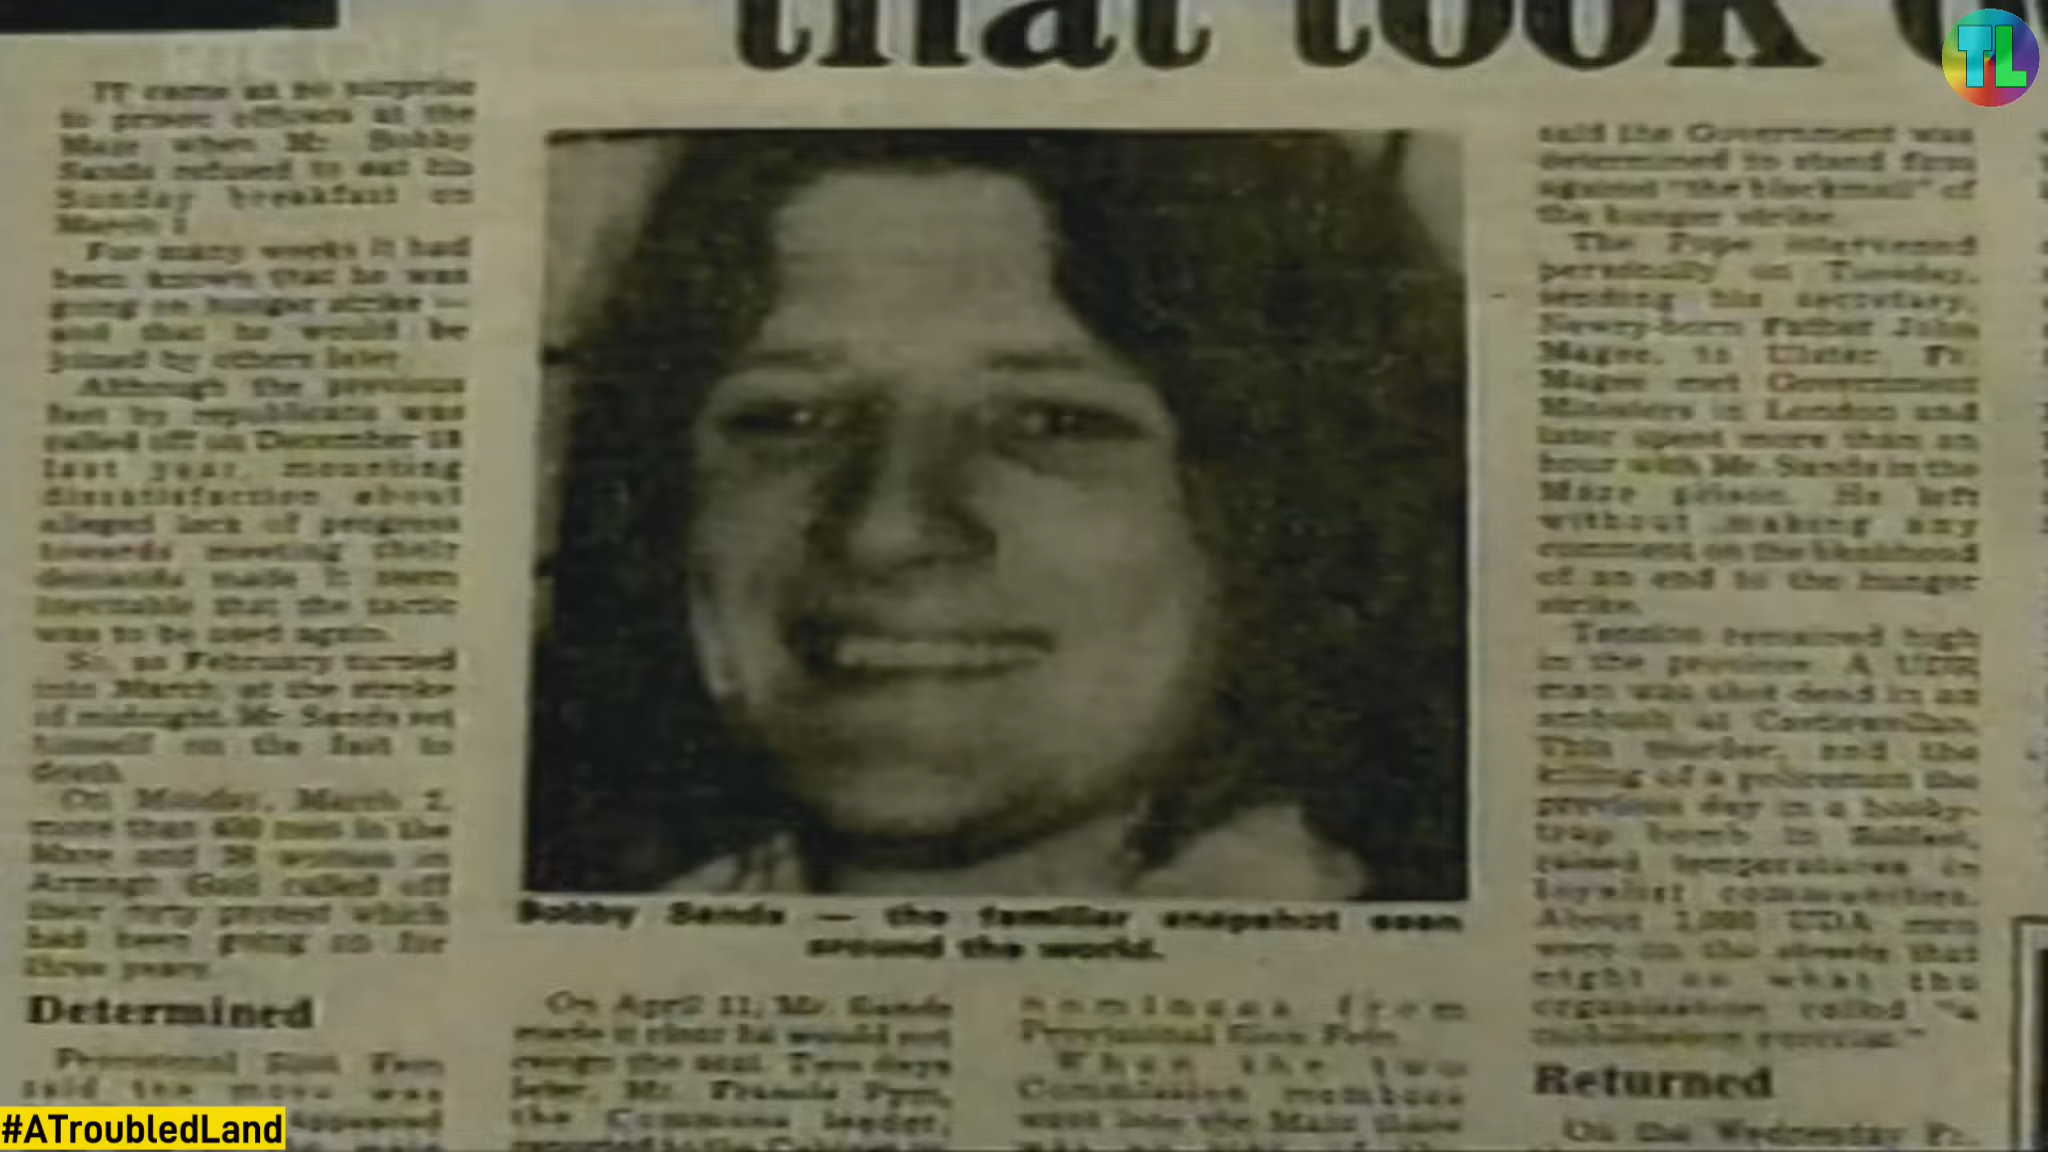 that took
TL
IT came as no surprise
to prison officers at the
Maze when Mr Bobby
Sands refused to eat his
Sunday breakfast on
March 1
For many weeks it had
been known that he was
going on hunger strike —
and that he would be
joined by others later.
Although the previous
fast by republicans was
called off on December 18
last year, mounting
dissatisfaction about
alleged lack of progress
towards meeting their
demands made it seem
inevitable that the tactic
was to be used again.
So, as February turned
into March, at the stroke
of midnight, Mr Sands set
himself on the fast to
death
On Monday, March 2,
more than 400 men in the
Maze and 28 women in
Armagh Gaol called off
their dirty protest which
had been going on for
three years
Determined
Provisional Sinn Fein
said the move was
Bobby Sands — the familiar snapshot seen
around the world.
On April 11, Mr. Sands
made it clear he would not
resign the seat. Two days
later, Mr. Francis Pym,
the Commons leader,
nominees from
Provisional Sinn Fein.
When the two
Commission members
went into the Maze there
said the Government was
determined to stand firm
against "the blackmail" of
the hunger strike.
The Pope intervened
personally on Tuesday,
sending his secretary,
Newry-born Father John
Magee, to Ulster. Fr.
Magee met Government
Ministers in London and
later spent more than an
hour with Mr. Sands in the
Maze prison. He left
without making any
comment on the likelihood
of an end to the hunger
strike.
Tension remained high
in the province. A UDR
man was shot dead in an
ambush at Castlewellan.
This murder, and the
killing of a policeman the
previous day in a booby-
trap bomb in Belfast,
raised temperatures in
loyalist communities.
About 1,000 UDA men
were on the streets that
night on what the
organisation called "a
mobilisation exercise."
Returned
On the Wednesday Fr.
#ATroubledLand